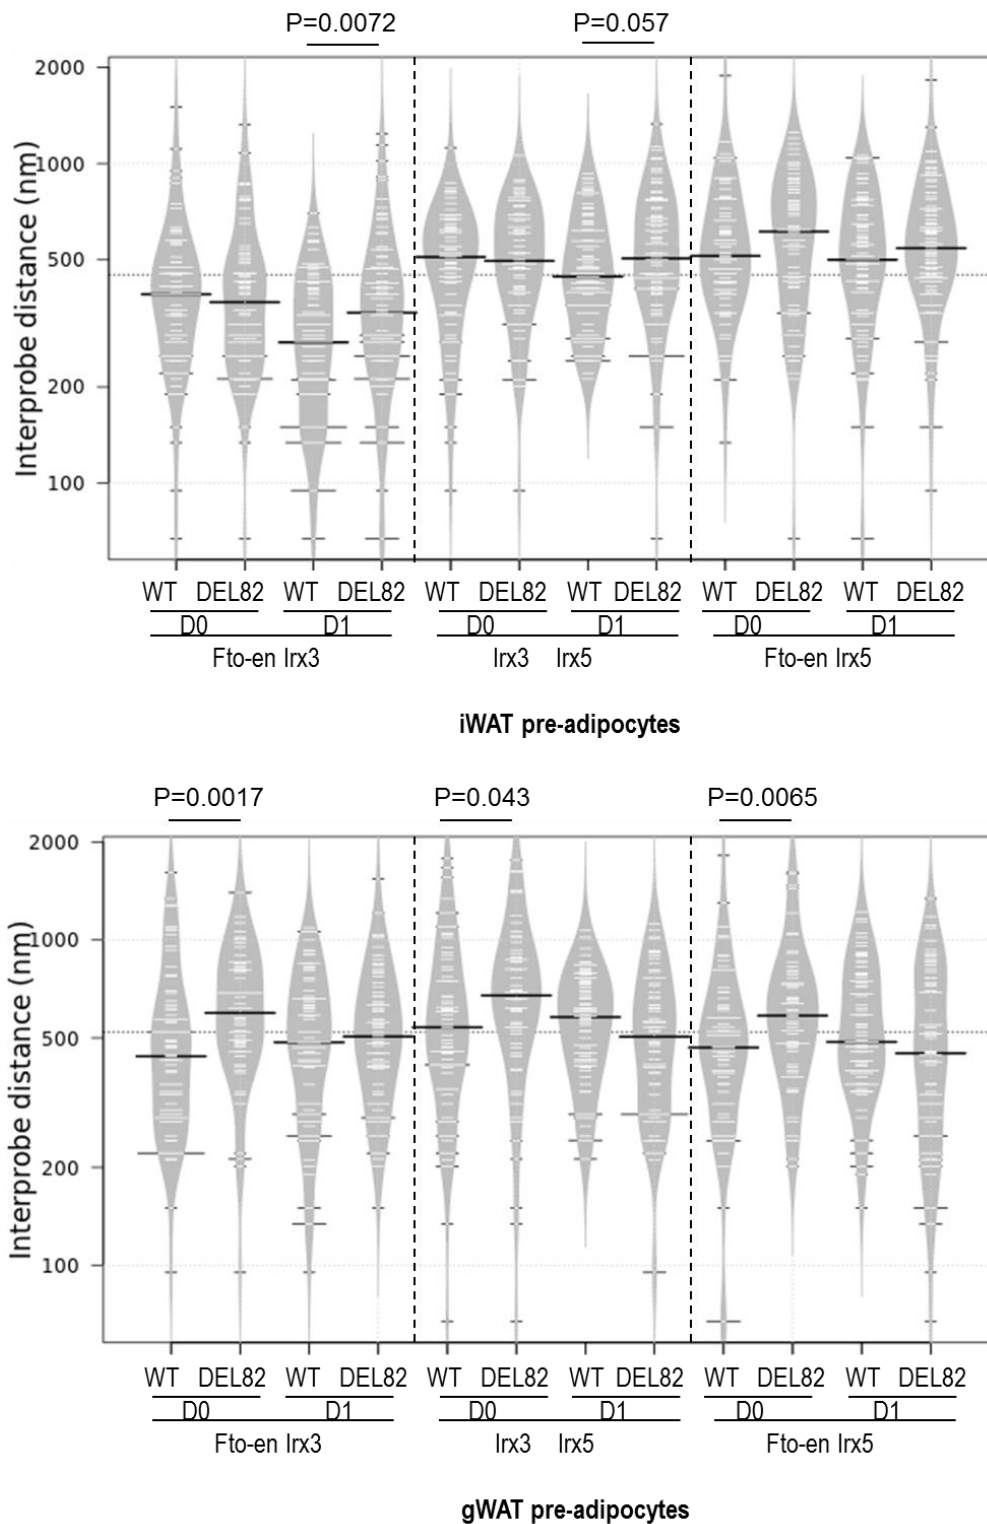 P=0.0072 P=0.057
Interprobe distance (nm)
2000
1000
500
200
100
WT DEL82 WT DEL82 WT DEL82 WT DEL82 WT DEL82 WT DEL82
D0 D1 D0 D1 D0 D1
Fto-en Irx3 Irx3 Irx5 Fto-en Irx5
iWAT pre-adipocytes
P=0.0017 P=0.043 P=0.0065
Interprobe distance (nm)
2000
1000
500
200
100
WT DEL82 WT DEL82 WT DEL82 WT DEL82 WT DEL82 WT DEL82
D0 D1 D0 D1 D0 D1
Fto-en Irx3 Irx3 Irx5 Fto-en Irx5
gWAT pre-adipocytes